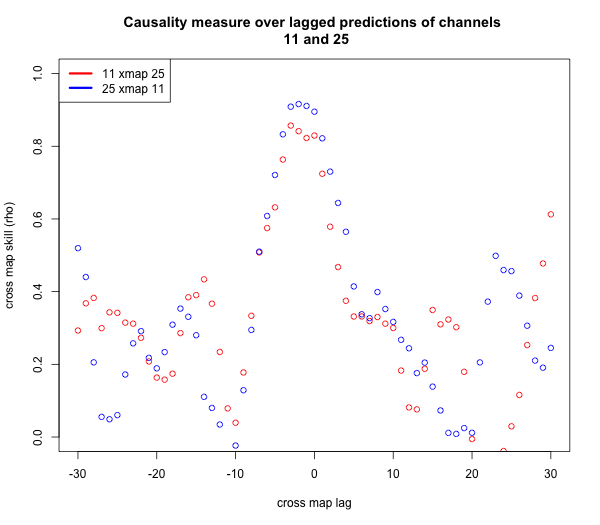 Causality measure over lagged predictions of channels
11 and 25
11 xmap 25
25 xmap 11
cross map skill (rho)
1.0
0.8
0.6
0.4
0.2
0.0
-30 -20 -10 0 10 20 30
cross map lag